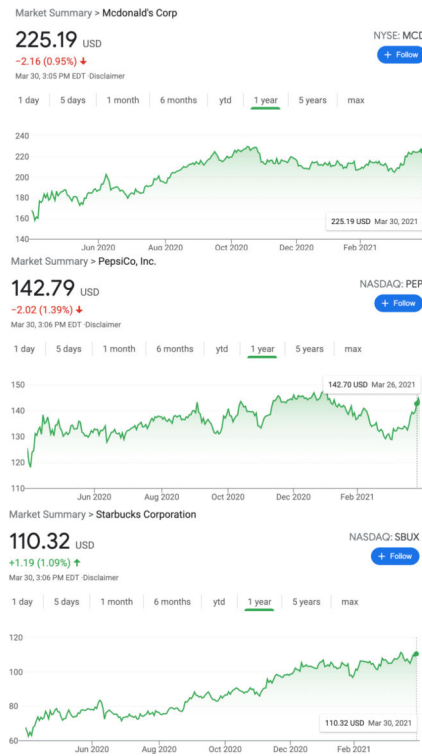 Market Summary > Mcdonald's Corp
225.19 USD
NYSE: MCD
−2.16 (0.95%) ↓
+ Follow
Mar 30, 3:05 PM EDT ·Disclaimer
1 day 5 days 1 month 6 months ytd 1 year 5 years max
240
220
200
180
160
140
225.19 USD Mar 30, 2021
Jun 2020 Aug 2020 Oct 2020 Dec 2020 Feb 2021
Market Summary > PepsiCo, Inc.
142.79 USD
NASDAQ: PEP
−2.02 (1.39%) ↓
+ Follow
Mar 30, 3:06 PM EDT ·Disclaimer
1 day 5 days 1 month 6 months ytd 1 year 5 years max
150
142.70 USD Mar 26, 2021
140
130
120
110
Jun 2020 Aug 2020 Oct 2020 Dec 2020 Feb 2021
Market Summary > Starbucks Corporation
110.32 USD
NASDAQ: SBUX
+1.19 (1.09%) ↑
+ Follow
Mar 30, 3:06 PM EDT ·Disclaimer
1 day 5 days 1 month 6 months ytd 1 year 5 years max
120
100
80
110.32 USD Mar 30, 2021
60
Jun 2020 Aug 2020 Oct 2020 Dec 2020 Feb 2021